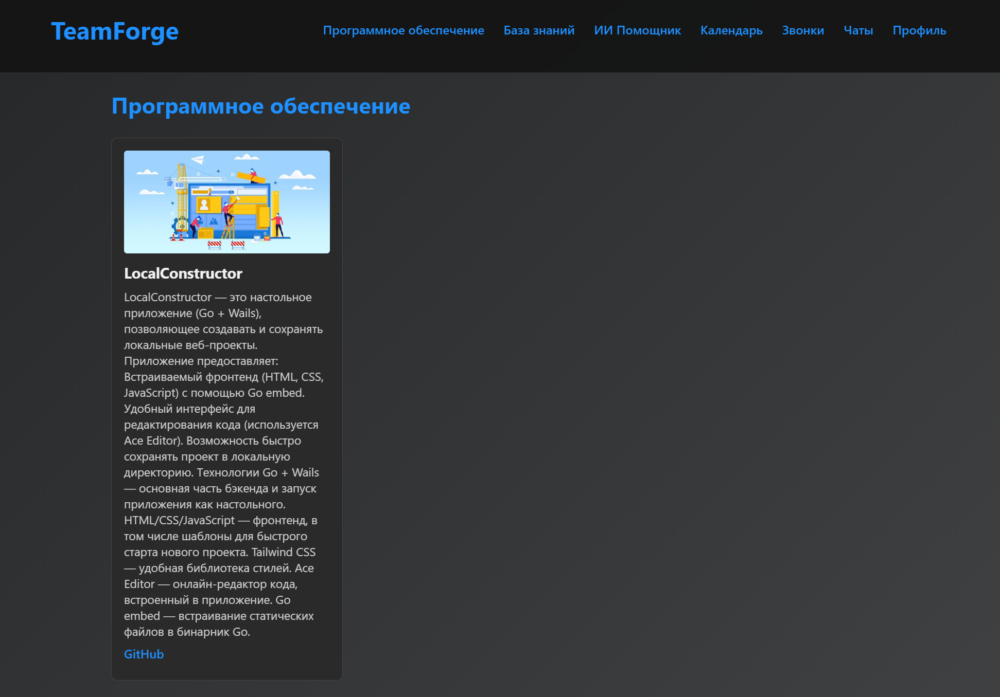 TeamForge
Программное обеспечение База знаний ИИ Помощник Календарь Звонки Чаты Профиль
Программное обеспечение
LocalConstructor
LocalConstructor — это настольное
приложение (Go + Wails),
позволяющее создавать и сохранять
локальные веб-проекты.
Приложение предоставляет:
Встраиваемый фронтенд (HTML, CSS,
JavaScript) с помощью Go embed.
Удобный интерфейс для
редактирования кода (используется
Ace Editor). Возможность быстро
сохранять проект в локальную
директорию. Технологии Go + Wails
— основная часть бэкенда и запуск
приложения как настольного.
HTML/CSS/JavaScript — фронтенд, в
том числе шаблоны для быстрого
старта нового проекта. Tailwind CSS
— удобная библиотека стилей. Ace
Editor — онлайн-редактор кода,
встроенный в приложение. Go
embed — встраивание статических
файлов в бинарник Go.
GitHub